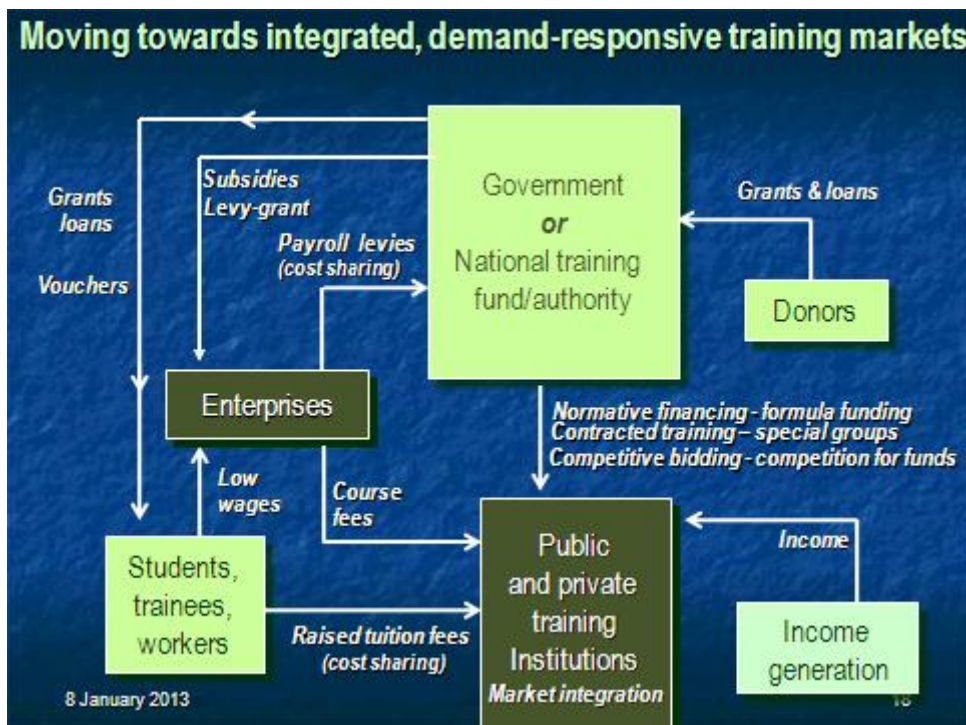 Moving towards integrated, demand-responsive training markets
Grants
loans
Vouchers
Subsidies
Levy-grant
Payroll levies
(cost sharing)
Government
or
National training
fund/authority
Grants & loans
Donors
Enterprises
Normative financing - formula funding
Contracted training – special groups
Competitive bidding - competition for funds
Low
wages
Course
fees
Students,
trainees,
workers
Raised tuition fees
(cost sharing)
Public
and private
training
Institutions
Market integration
Income
Income
generation
8 January 2013
18